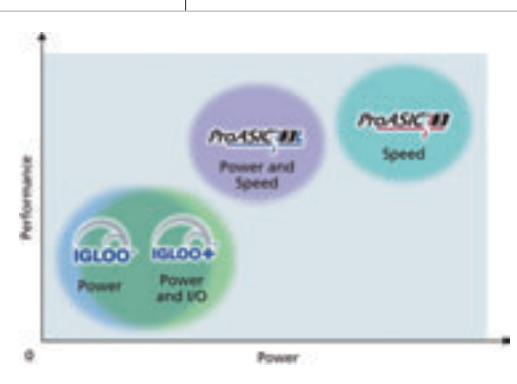 Performance
ProASIC3L
Power and
Speed
ProASIC3
Speed
IGLOO
Power
IGLOO+
Power
and I/O
0
Power